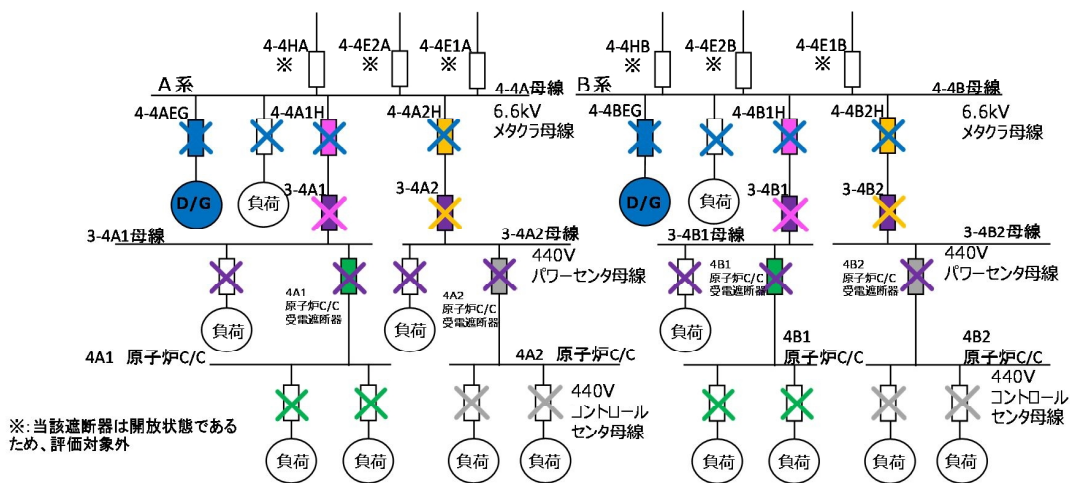 4-4HA
※
4-4E2A
※
4-4E1A
※
A系
4-4A母線
6.6kV
メタクラ母線
4-4AEG
4-4A1H
4-4A2H
D/G
負荷
3-4A1
3-4A2
3-4A1母線
3-4A2母線
440V
パワーセンタ母線
4A1
原子炉C/C
受電遮断器
4A2
原子炉C/C
受電遮断器
負荷
負荷
4A1 原子炉C/C
4A2 原子炉C/C
440V
コントロール
センタ母線
負荷
負荷
負荷
負荷
※:当該遮断器は開放状態である
ため、評価対象外
4-4HB
※
4-4E2B
※
4-4E1B
※
B系
4-4B母線
6.6kV
メタクラ母線
4-4BEG
4-4B1H
4-4B2H
D/G
負荷
3-4B1
3-4B2
3-4B1母線
3-4B2母線
440V
パワーセンタ母線
4B1
原子炉C/C
受電遮断器
4B2
原子炉C/C
受電遮断器
負荷
4B1
原子炉C/C
4B2
原子炉C/C
440V
コントロール
センタ母線
負荷
負荷
負荷
負荷